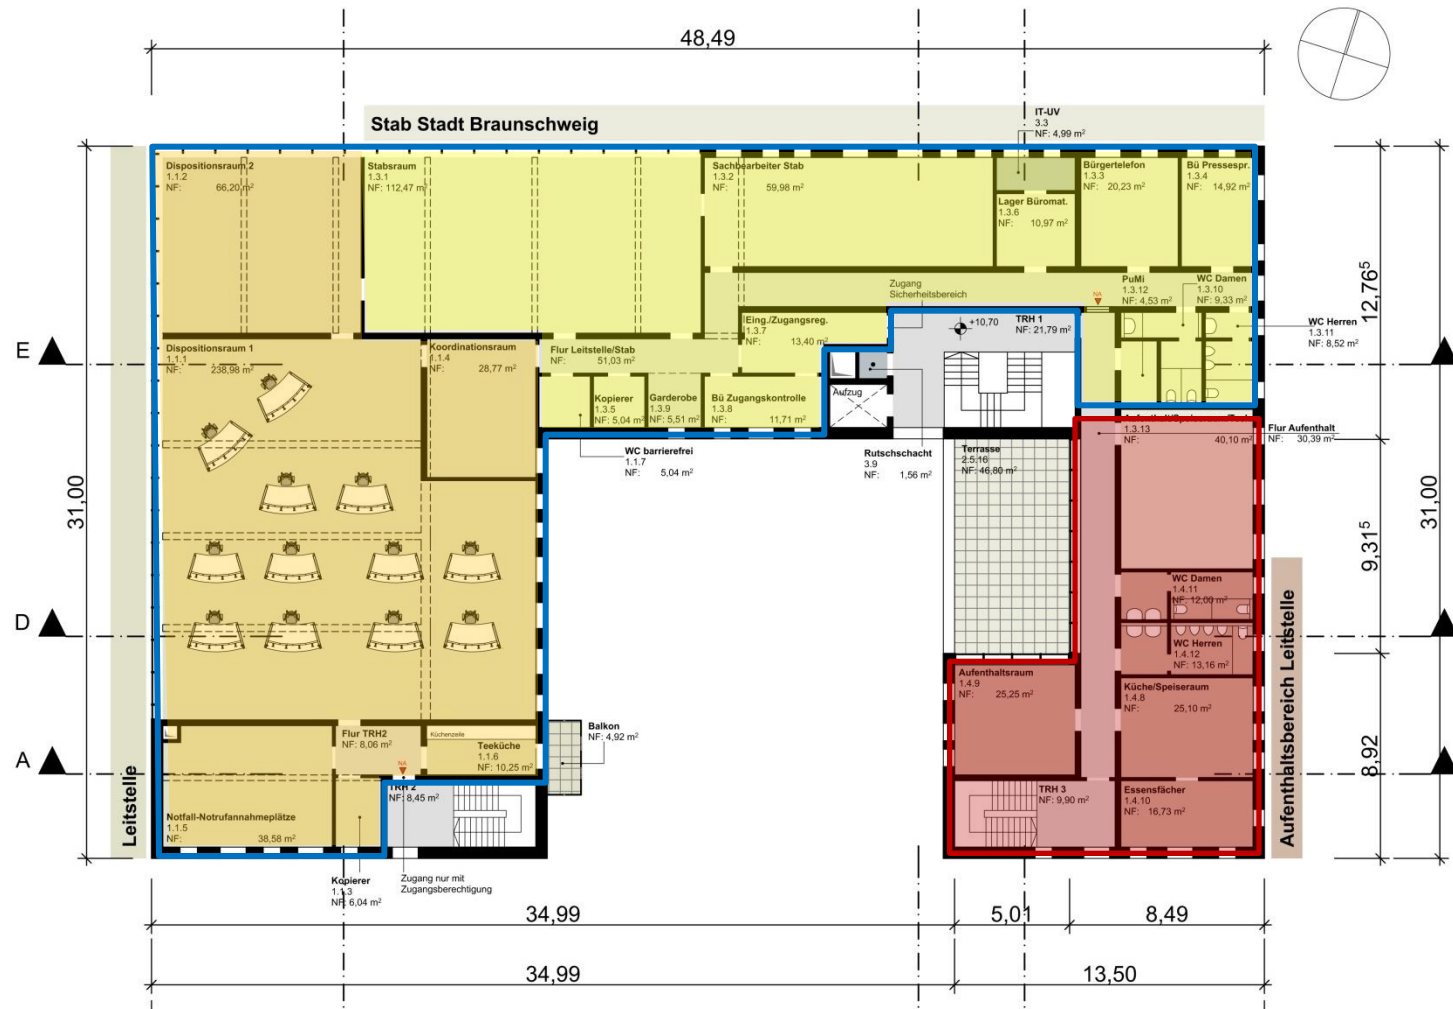 48,49
Stab Stadt Braunschweig
IT-UV
3.3
NF: 4,99 m²
Dispositionsraum 2
1.1.2
NF: 66,20 m²
Stabsraum
1.3.1
NF: 112,47 m²
Sachbearbeiter Stab
1.3.2
NF: 59,98 m²
Bürgertelefon
1.3.3
NF: 20,23 m²
Bü Pressespr.
1.3.4
NF: 14,92 m²
Lager Büromat.
1.3.6
NF: 10,97 m²
Zugang
Sicherheitsbereich
NA
PuMi
1.3.12
NF: 4,53 m²
WC Damen
1.3.10
NF: 9,33 m²
WC Herren
1.3.11
NF: 8,52 m²
12,76⁵
Eing./Zugangsreg.
1.3.7
NF: 13,40 m²
+10,70
TRH 1
NF: 21,79 m²
E
Dispositionsraum 1
1.1.1
NF: 238,98 m²
Koordinationsraum
1.1.4
NF: 28,77 m²
Flur Leitstelle/Stab
NF: 51,03 m²
Kopierer
1.3.5
NF: 5,04 m²
Garderobe
1.3.9
NF: 5,51 m²
Bü Zugangskontrolle
1.3.8
NF: 11,71 m²
Aufzug
WC barrierefrei
1.1.7
NF: 5,04 m²
Rutschschacht
3.9
NF: 1,56 m²
Terrasse
2.5.16
NF: 46,80 m²
1.3.13
NF: 40,10 m²
Flur Aufenthalt
NF: 30,39 m²
31,00
31,00
9,31⁵
D
WC Damen
1.4.11
NF: 12,00 m²
WC Herren
1.4.12
NF: 13,16 m²
Aufenthaltsraum
1.4.9
NF: 25,25 m²
Küche/Speiseraum
1.4.8
NF: 25,10 m²
Aufenthaltsbereich Leitstelle
8,92
A
Leitstelle
Flur TRH2
NF: 8,06 m²
NA
Küchenzeile
Teeküche
1.1.6
NF: 10,25 m²
Balkon
NF: 4,92 m²
TRH 2
NF: 8,45 m²
Notfall-Notrufannahmeplätze
1.1.5
NF: 38,58 m²
TRH 3
NF: 9,90 m²
Essensfächer
1.4.10
NF: 16,73 m²
Kopierer
1.1.3
NF: 6,04 m²
Zugang nur mit
Zugangsberechtigung
34,99
5,01
8,49
34,99
13,50